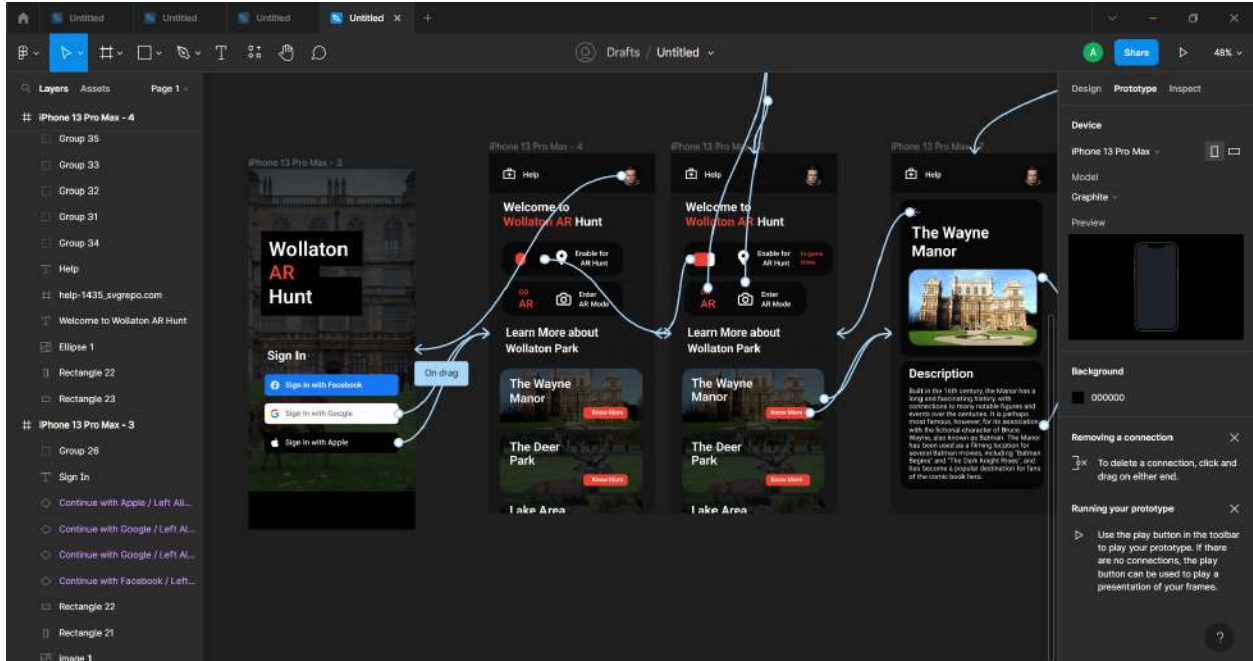 Untitled
Untitled
Untitled
Untitled
Drafts / Untitled
A
Share
48%
Layers Assets Page 1
iPhone 13 Pro Max - 4
Group 35
Group 33
Group 32
Group 31
Group 34
Help
help-1435_svgrepo.com
Welcome to Wollaton AR Hunt
Ellipse 1
Rectangle 22
Rectangle 23
iPhone 13 Pro Max - 3
Group 26
Sign In
Continue with Apple / Left Ali...
Continue with Google / Left Al...
Continue with Google / Left Al...
Continue with Facebook / Left...
Rectangle 22
Rectangle 21
image 1
iPhone 13 Pro Max - 3
Wollaton
AR
Hunt
Sign In
Sign in with Facebook
Sign in with Google
Sign in with Apple
On drag
iPhone 13 Pro Max - 4
Help
Welcome to
Wollaton AR Hunt
Enable for
AR Hunt
GO
AR
Enter
AR Mode
Learn More about
Wollaton Park
The Wayne
Manor
Know More
The Deer
Park
Know More
Lake Area
iPhone 13 Pro Max
Help
Welcome to
Wollaton AR Hunt
Enable for
AR Hunt
GO
AR
Enter
AR Mode
Learn More about
Wollaton Park
The Wayne
Manor
Know More
The Deer
Park
Know More
Lake Area
iPhone 13 Pro Max
Help
The Wayne
Manor
Description
Built in the 16th century, the Manor has a
long and fascinating history, with
connections to many notable figures and
events over the centuries. It is perhaps
most famous, however, for its association
with the fictional character of Bruce
Wayne, also known as Batman. The Manor
has been used as a filming location for
several Batman movies, including "Batman
Begins" and "The Dark Knight Rises", and
has become a popular destination for fans
of the comic book hero.
Design Prototype Inspect
Device
iPhone 13 Pro Max
Model
Graphite
Preview
Background
000000
Removing a connection
To delete a connection, click and
drag on either end.
Running your prototype
Use the play button in the toolbar
to play your prototype. If there
are no connections, the play
button can be used to play a
presentation of your frames.
?